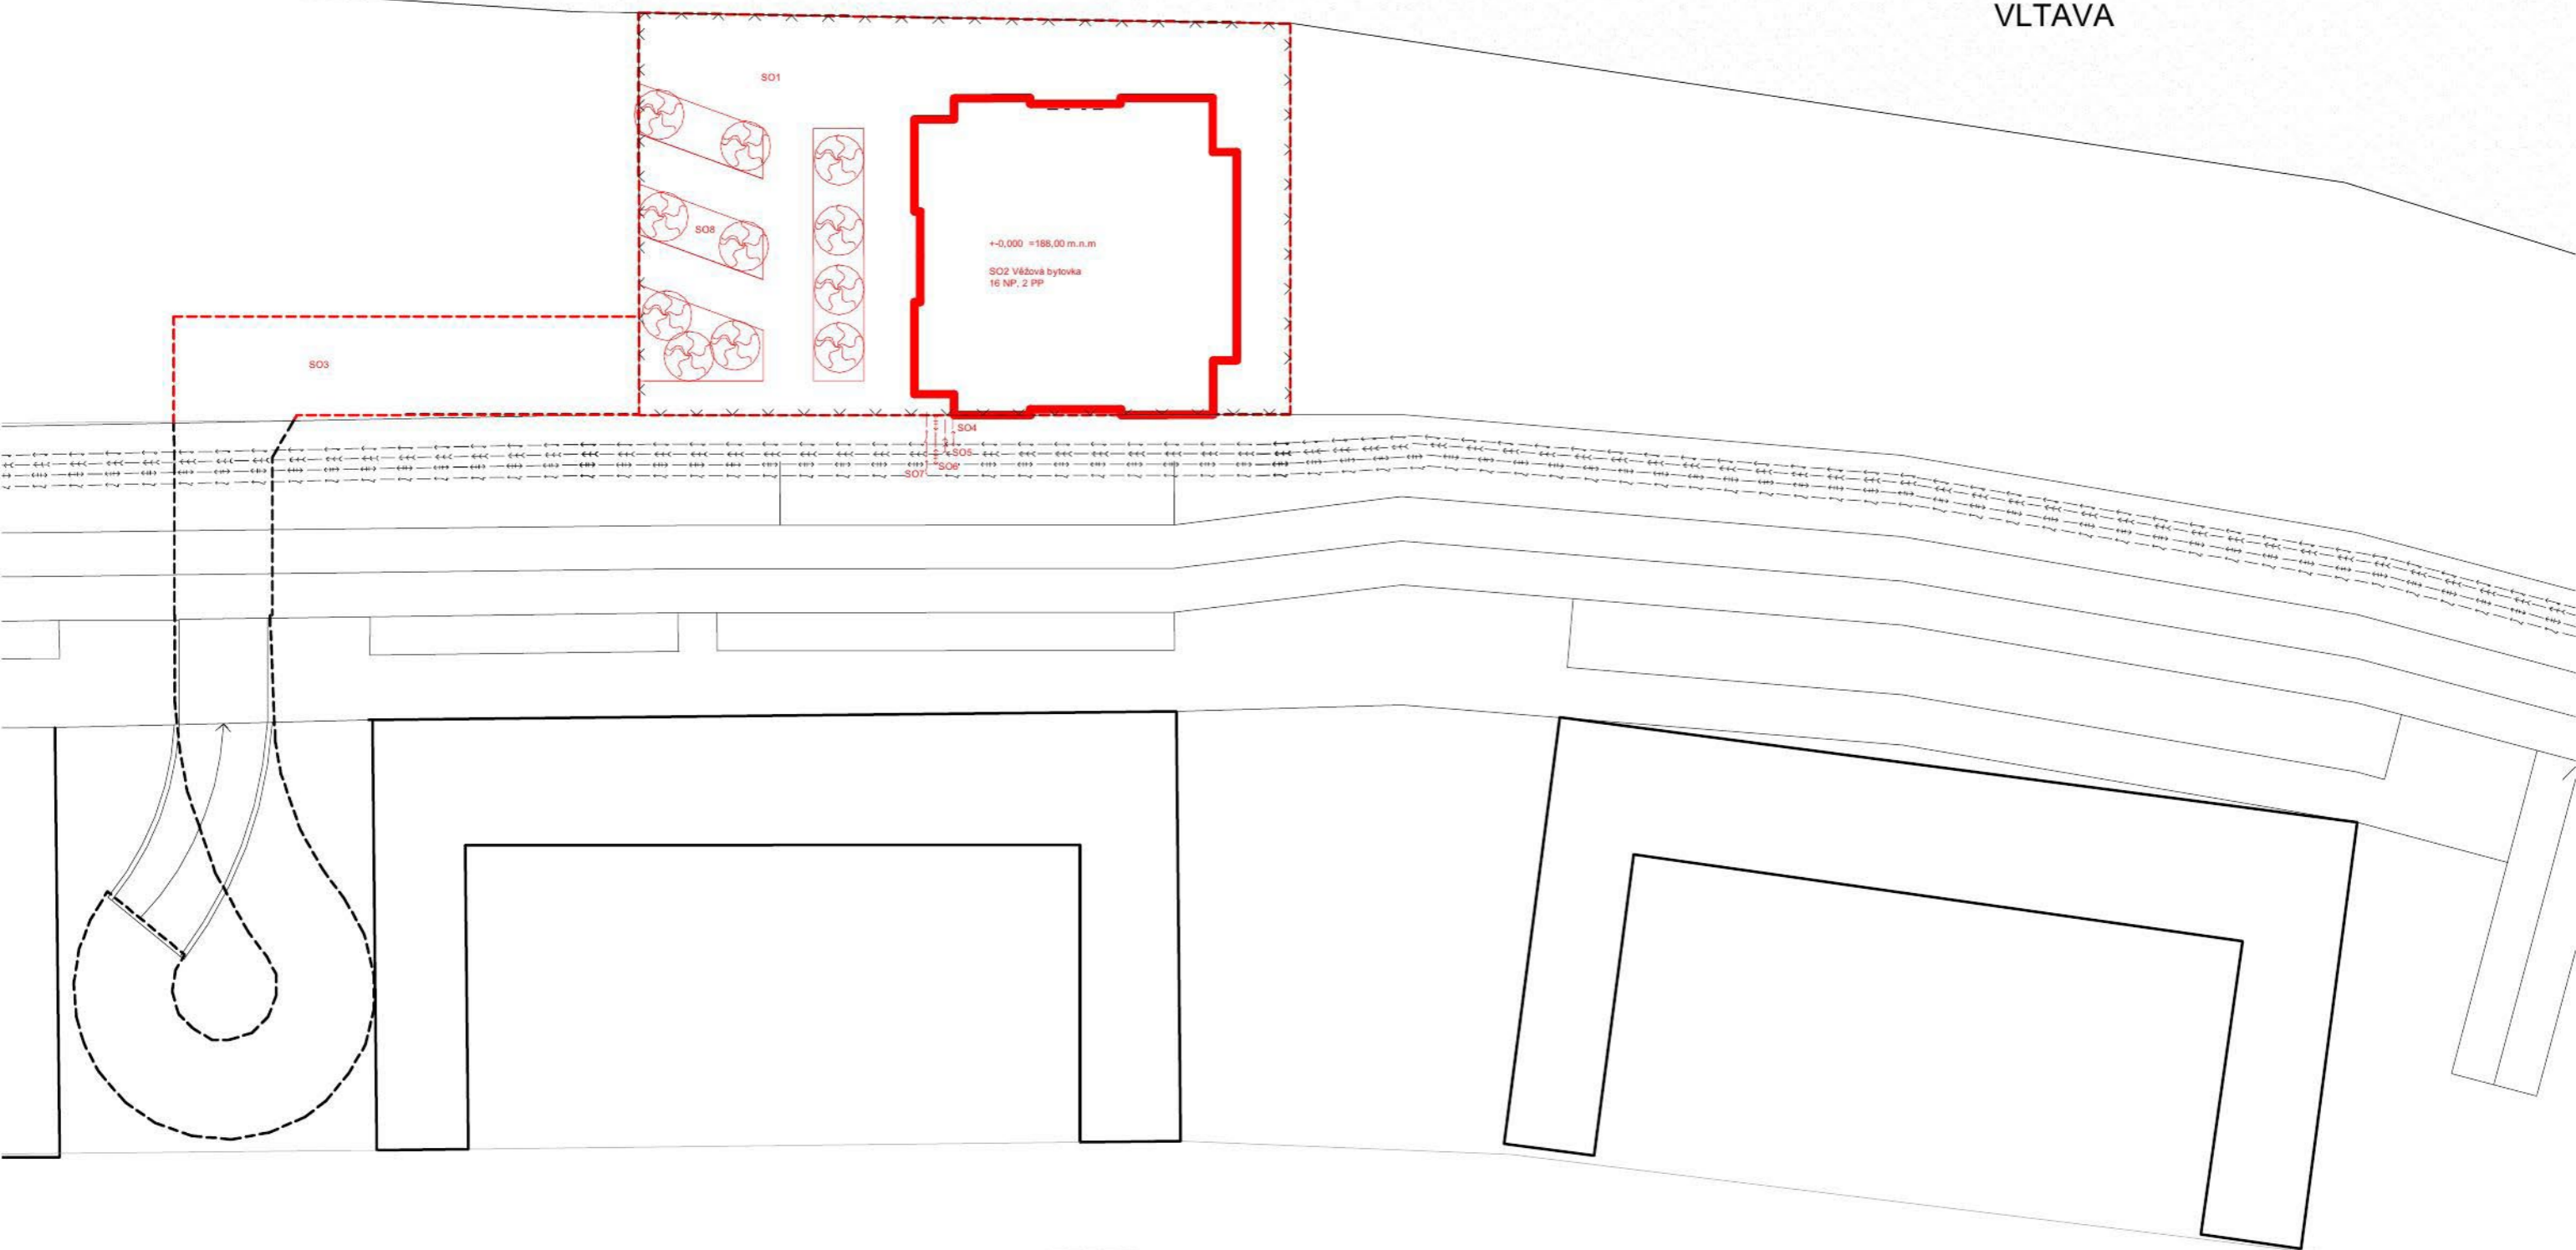 VLTAVA
SO1
SO8
+-0,000 =188,00 m.n.m
SO2 Věžová bytovka
16 NP, 2 PP
SO3
SO4
SO5
SO6
SO7